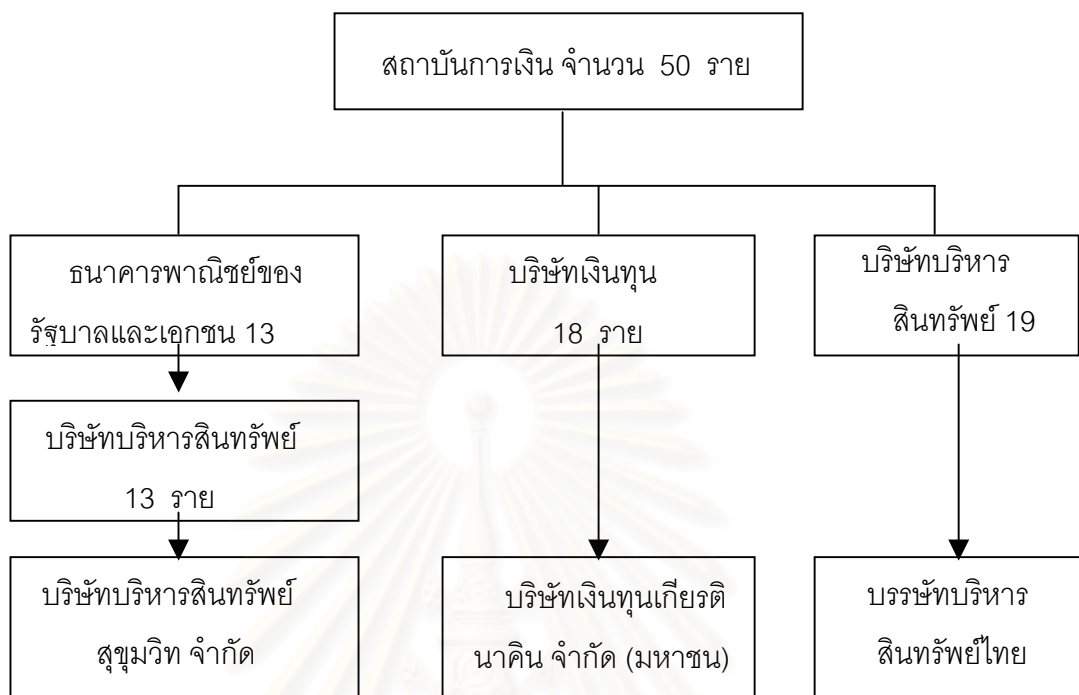 สถาบันการเงิน จำนวน 50 ราย
ธนาคารพาณิชย์ของ
รัฐบาลและเอกชน 13
บริษัทเงินทุน
18 ราย
บริษัทบริหาร
สินทรัพย์ 19
บริษัทบริหารสินทรัพย์
13 ราย
บริษัทบริหารสินทรัพย์
สุขุมวิท จำกัด
บริษัทเงินทุนเกียรติ
นาคิน จำกัด (มหาชน)
บรรษัทบริหาร
สินทรัพย์ไทย